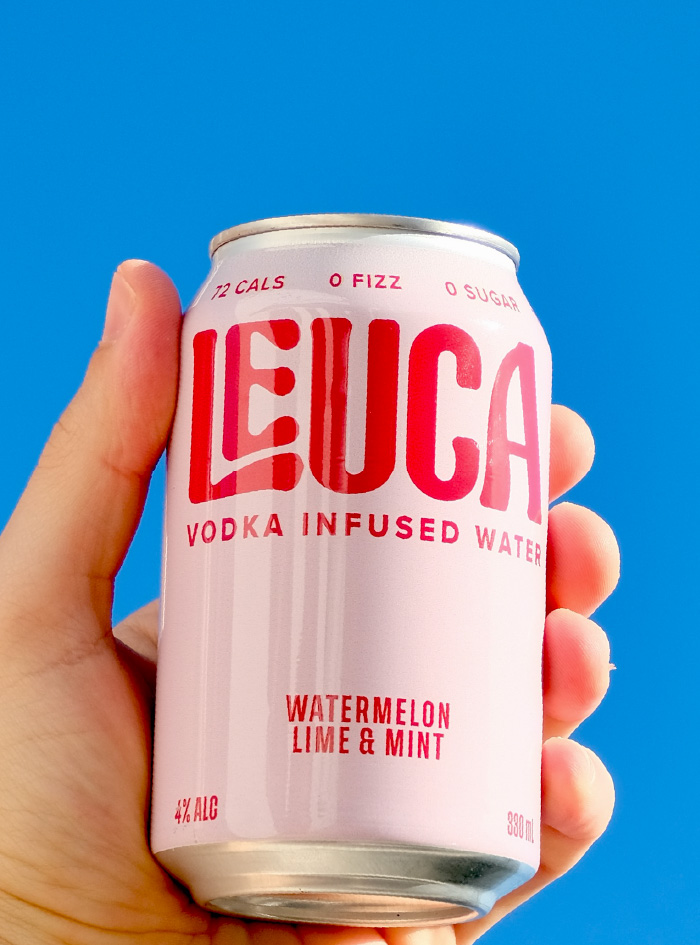 72 CALS 0 FIZZ 0 SUGAR
LEUCA
VODKA INFUSED WATER
WATERMELON
LIME & MINT
4% ALC
330 mL